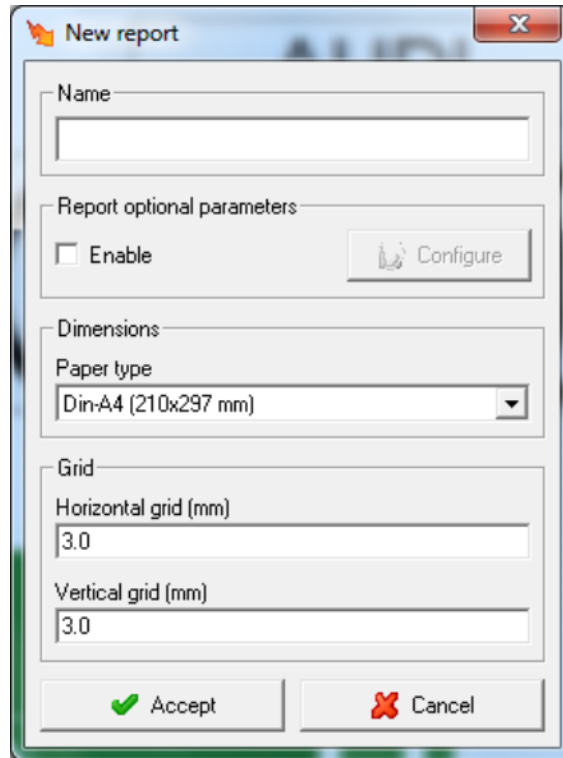 New report
Name
Report optional parameters
Enable
Configure
Dimensions
Paper type
Din-A4 (210x297 mm)
Grid
Horizontal grid (mm)
3.0
Vertical grid (mm)
3.0
Accept
Cancel